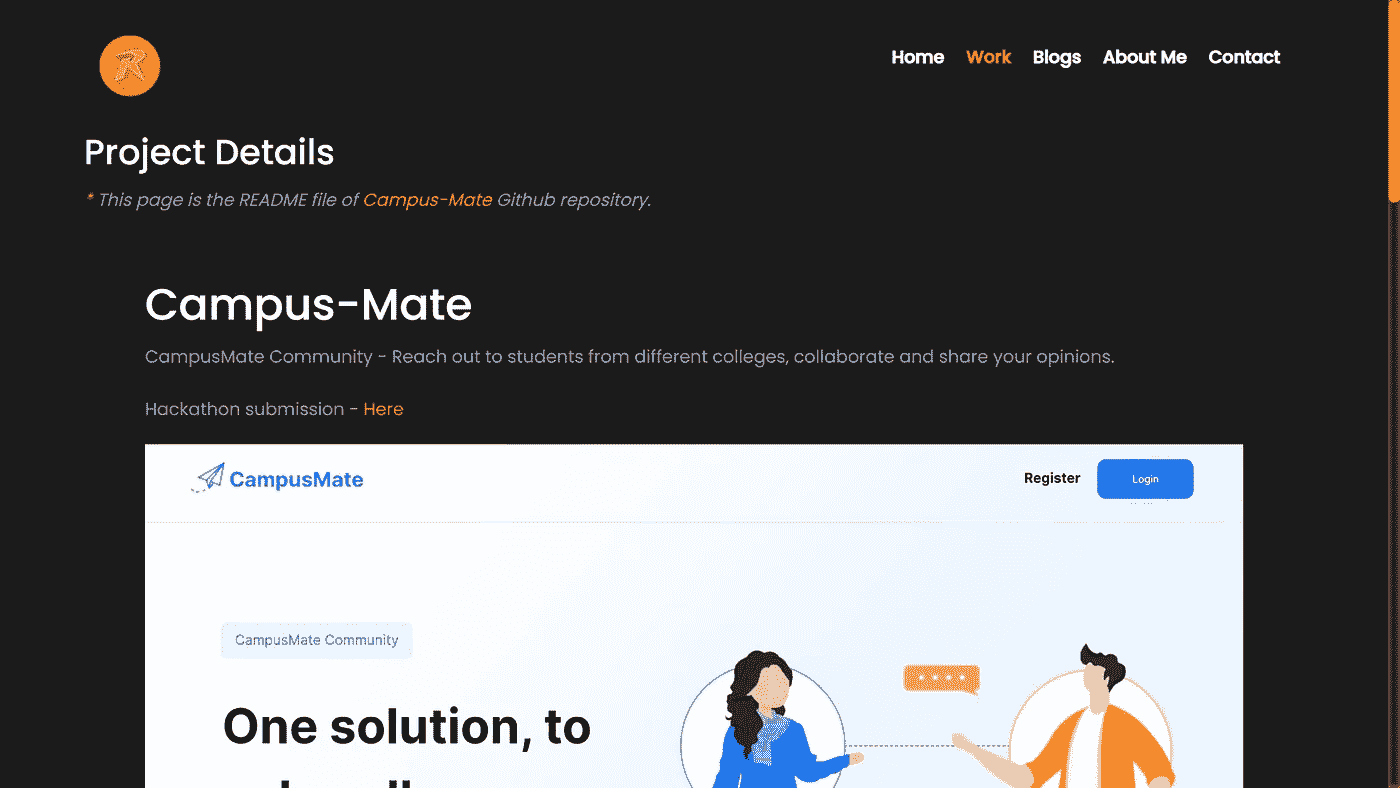 R
Home Work Blogs About Me Contact
Project Details
* This page is the README file of Campus-Mate Github repository.
Campus-Mate
CampusMate Community - Reach out to students from different colleges, collaborate and share your opinions.
Hackathon submission - Here
CampusMate
Register Login
CampusMate Community
One solution, to